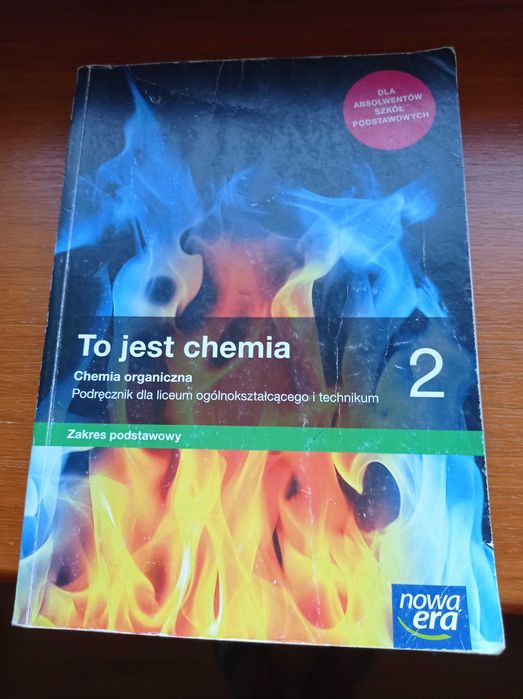 DLA
ABSOLWENTÓW
SZKÓŁ
PODSTAWOWYCH
To jest chemia
2
Chemia organiczna
Podręcznik dla liceum ogólnokształcącego i technikum
Zakres podstawowy
nowa
era